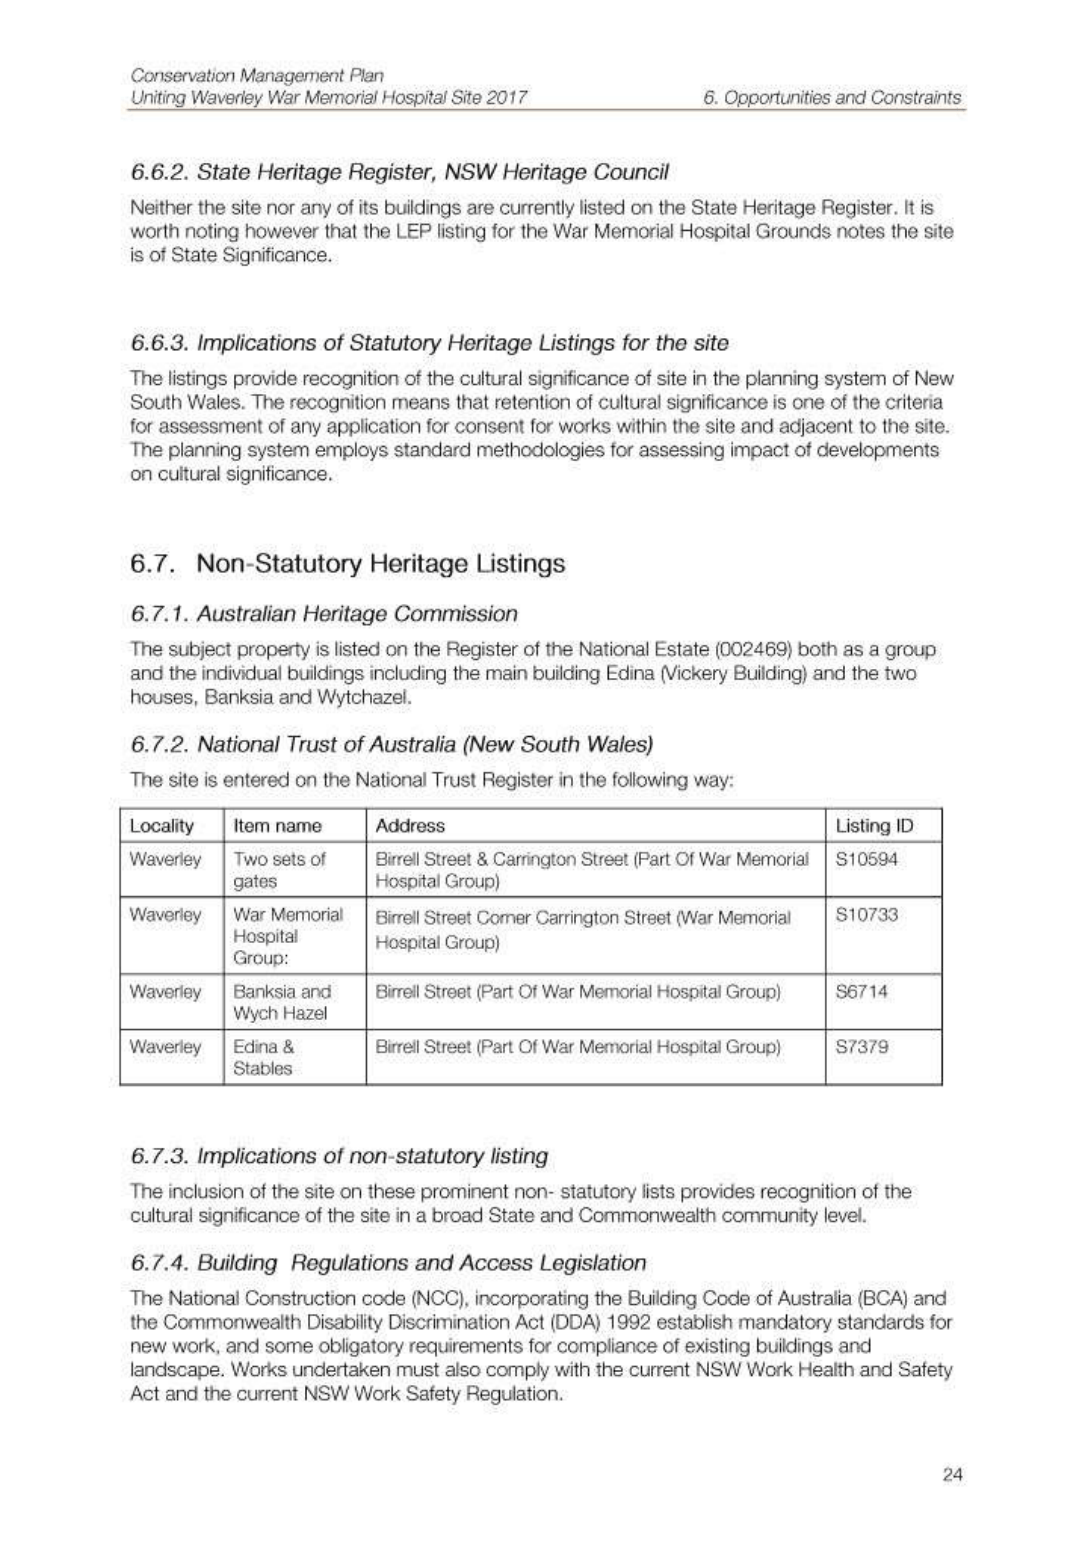 Conservation Management Plan
Uniting Waverley War Memorial Hospital Site 2017 6. Opportunities and Constraints
6.6.2. State Heritage Register, NSW Heritage Council
Neither the site nor any of its buildings are currently listed on the State Heritage Register. It is
worth noting however that the LEP listing for the War Memorial Hospital Grounds notes the site
is of State Significance.
6.6.3. Implications of Statutory Heritage Listings for the site
The listings provide recognition of the cultural significance of site in the planning system of New
South Wales. The recognition means that retention of cultural significance is one of the criteria
for assessment of any application for consent for works within the site and adjacent to the site.
The planning system employs standard methodologies for assessing impact of developments
on cultural significance.
6.7. Non-Statutory Heritage Listings
6.7.1. Australian Heritage Commission
The subject property is listed on the Register of the National Estate (002469) both as a group
and the individual buildings including the main building Edina (Vickery Building) and the two
houses, Banksia and Wytchazel.
6.7.2. National Trust of Australia (New South Wales)
The site is entered on the National Trust Register in the following way:
Locality Item name Address Listing ID
Waverley Two sets of Birrell Street & Carrington Street (Part Of War Memorial S10594
gates Hospital Group)
Waverley War Memorial Birrell Street Corner Carrington Street (War Memorial S10733
Hospital Hospital Group)
Group:
Waverley Banksia and Birrell Street (Part Of War Memorial Hospital Group) S6714
Wych Hazel
Waverley Edina & Birrell Street (Part Of War Memorial Hospital Group) S7379
Stables
6.7.3. Implications of non-statutory listing
The inclusion of the site on these prominent non- statutory lists provides recognition of the
cultural significance of the site in a broad State and Commonwealth community level.
6.7.4. Building Regulations and Access Legislation
The National Construction code (NCC), incorporating the Building Code of Australia (BCA) and
the Commonwealth Disability Discrimination Act (DDA) 1992 establish mandatory standards for
new work, and some obligatory requirements for compliance of existing buildings and
landscape. Works undertaken must also comply with the current NSW Work Health and Safety
Act and the current NSW Work Safety Regulation.
24